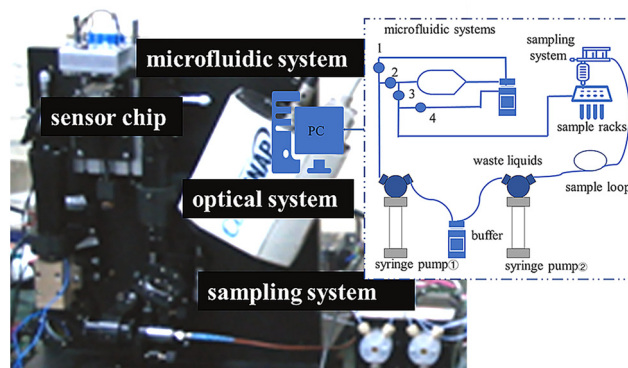 microfluidic system
sensor chip
optical system
sampling system
PC
microfluidic systems
1
2
3
4
sampling
system
sample racks
waste liquids
sample loop
buffer
syringe pump①
syringe pump②